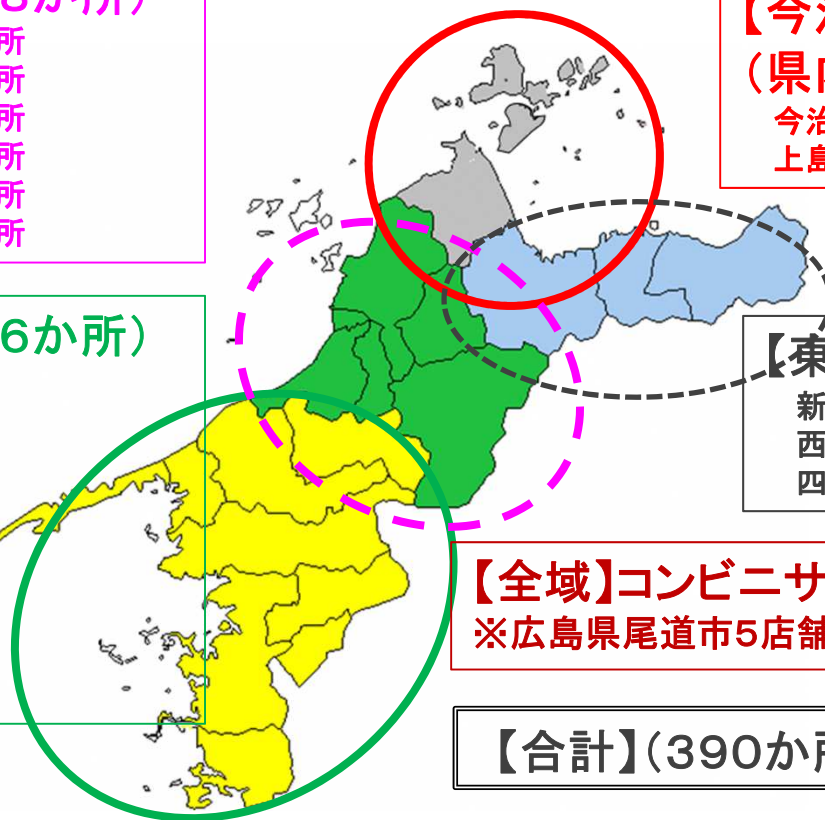 か所）
所
所
所
所
所
所
6か所）
【今
（県
今治
上島
【東
新
西
四
【全域】コンビニサ
※広島県尾道市5店舗
【合計】（390か所